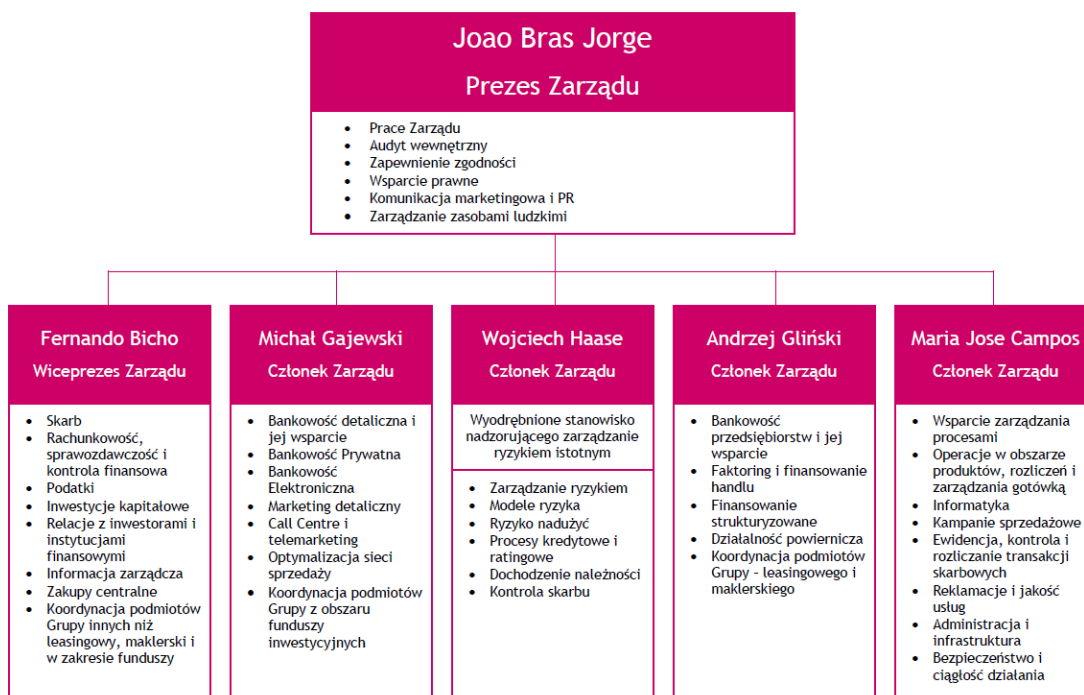 Joao Bras Jorge
Prezes Zarządu
• Prace Zarządu
• Audyt wewnętrzny
• Zapewnienie zgodności
• Wsparcie prawne
• Komunikacja marketingowa i PR
• Zarządzanie zasobami ludzkimi
Fernando Bicho
Wiceprezes Zarządu
• Skarb
• Rachunkowość,
sprawozdawczość i
kontrola finansowa
• Podatki
• Inwestycje kapitałowe
• Relacje z inwestorami i
instytucjami
finansowymi
• Informacja zarządcza
• Zakupy centralne
• Koordynacja podmiotów
Grupy innych niż
leasingowy, maklerski i
w zakresie funduszy
Michał Gajewski
Członek Zarządu
• Bankowość detaliczna i
jej wsparcie
• Bankowość Prywatna
• Bankowość
Elektroniczna
• Marketing detaliczny
• Call Centre i
telemarketing
• Optymalizacja sieci
sprzedaży
• Koordynacja podmiotów
Grupy z obszaru
funduszy
inwestycyjnych
Wojciech Haase
Członek Zarządu
Wyodrębnione stanowisko
nadzorującego zarządzanie
ryzykiem istotnym
• Zarządzanie ryzykiem
• Modele ryzyka
• Ryzyko nadużyć
• Procesy kredytowe i
ratingowe
• Dochodzenie należności
• Kontrola skarbu
Andrzej Gliński
Członek Zarządu
• Bankowość
przedsiębiorstw i jej
wsparcie
• Faktoring i finansowanie
handlu
• Finansowanie
strukturyzowane
• Działalność powiernicza
• Koordynacja podmiotów
Grupy - leasingowego i
maklerskiego
Maria Jose Campos
Członek Zarządu
• Wsparcie zarządzania
procesami
• Operacje w obszarze
produktów, rozliczeń i
zarządzania gotówką
• Informatyka
• Kampanie sprzedażowe
• Ewidencja, kontrola i
rozliczanie transakcji
skarbowych
• Reklamacje i jakość
usług
• Administracja i
infrastruktura
• Bezpieczeństwo i
ciągłość działania